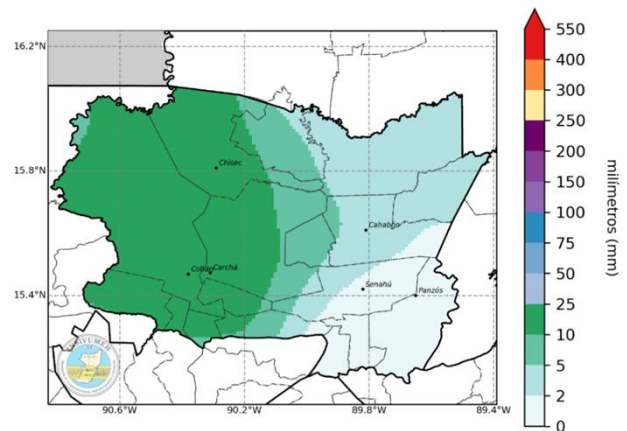 16.2°N
15.8°N
15.4°N
90.6°W
90.2°W
89.8°W
89.4°W
Chisec
Cahabón
Cobán
Carchá
Senahú
Panzós
INSIVUMEH
550
400
300
250
200
150
100
75
50
25
10
5
2
0
milímetros (mm)